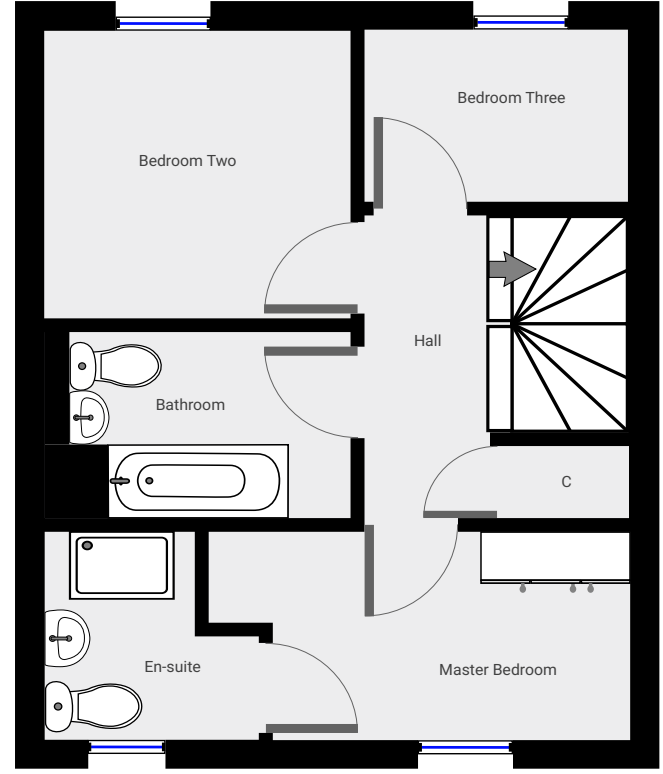 Bedroom Three
Bedroom Two
Hall
Bathroom
C
En-suite
Master Bedroom